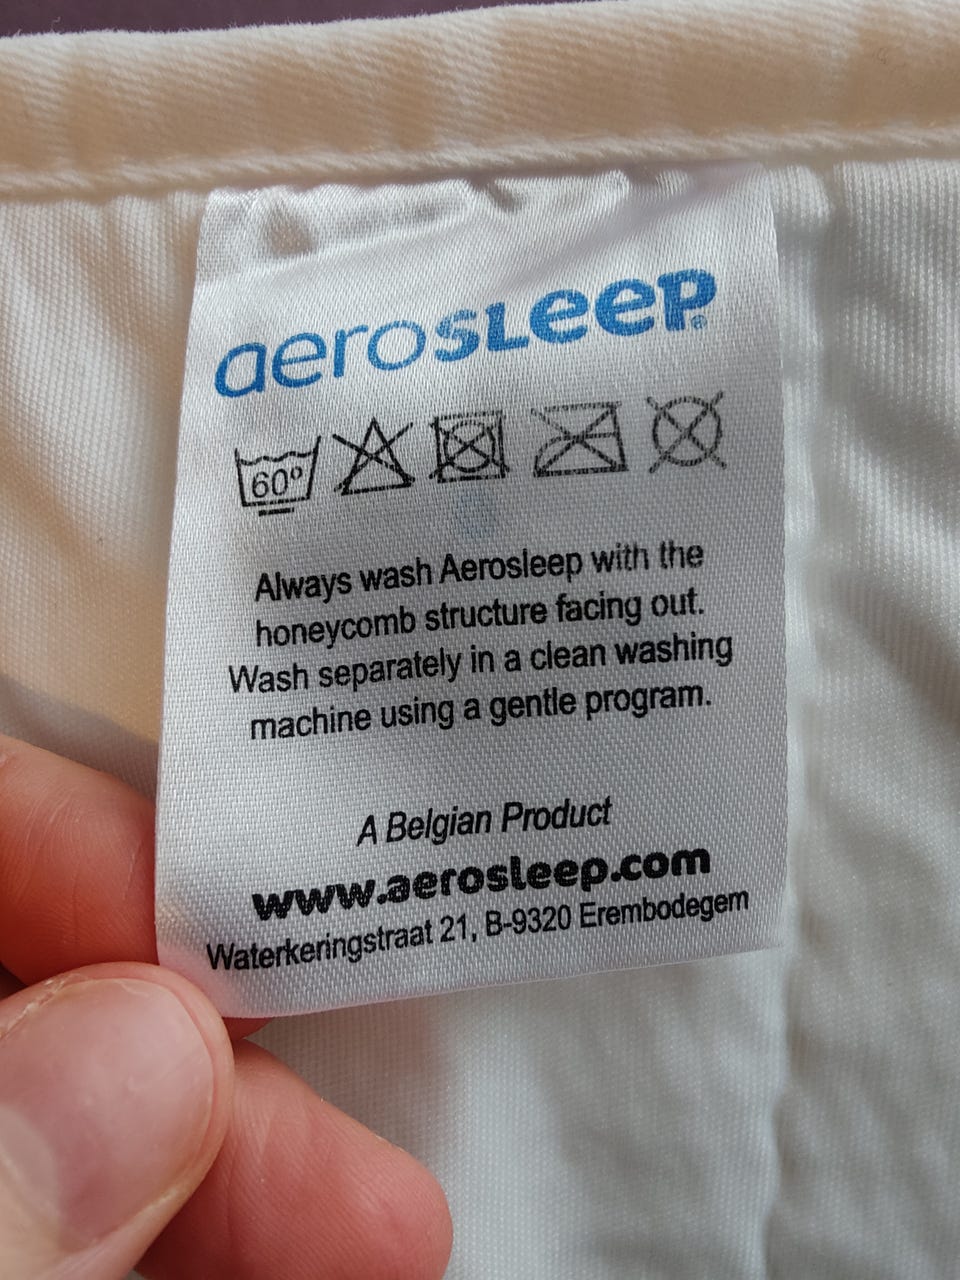 aerosleep®
60º
Always wash Aerosleep with the
honeycomb structure facing out.
Wash separately in a clean washing
machine using a gentle program.
A Belgian Product
www.aerosleep.com
Waterkeringstraat 21, B-9320 Erembodegem